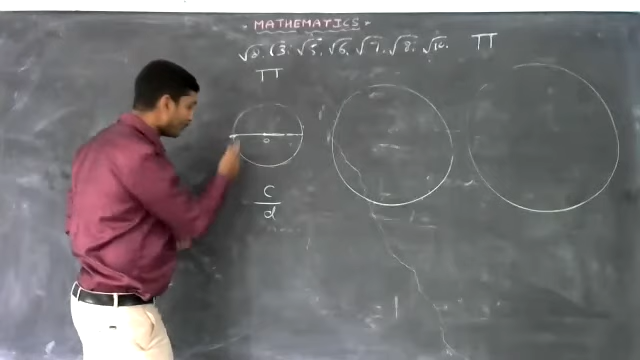 MATHEMATICS
√2, √3, √5, √6, √7, √8, √10. π
π
C
d